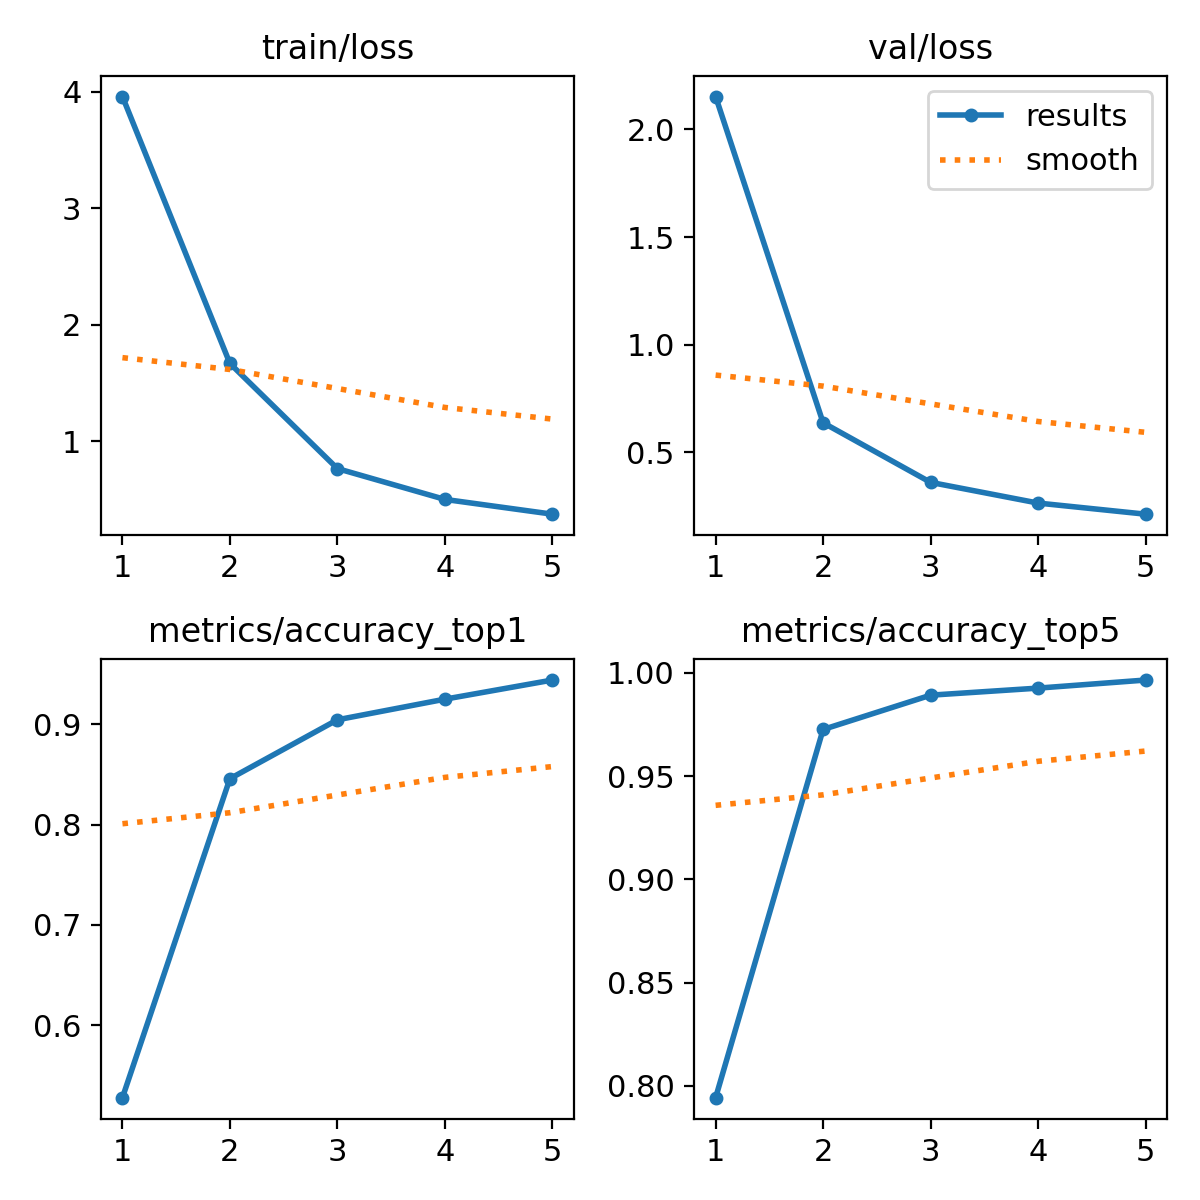 train/loss
4
3
2
1
1 2 3 4 5
val/loss
results
smooth
2.0
1.5
1.0
0.5
1 2 3 4 5
metrics/accuracy_top1
0.9
0.8
0.7
0.6
1 2 3 4 5
metrics/accuracy_top5
1.00
0.95
0.90
0.85
0.80
1 2 3 4 5